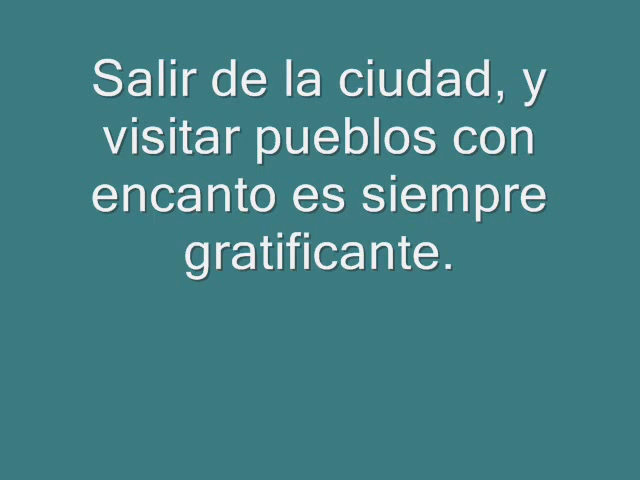 Salir de la ciudad, y
visitar pueblos con
encanto es siempre
gratificante.